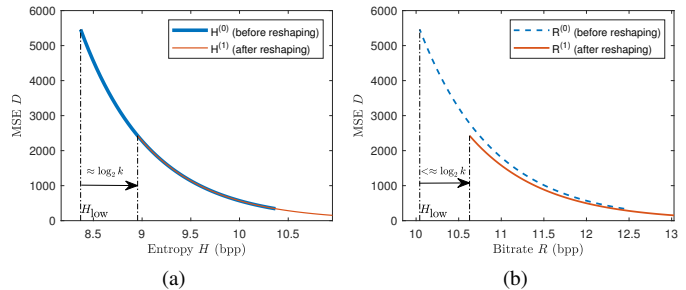 6000
5000
4000
3000
2000
1000
0
MSE D
H(0) (before reshaping)
H(1) (after reshaping)
≈ log2 k
Hlow
8.5 9 9.5 10 10.5
Entropy H (bpp)
(a)
6000
5000
4000
3000
2000
1000
0
MSE D
R(0) (before reshaping)
R(1) (after reshaping)
<≈ log2 k
Hlow
10 10.5 11 11.5 12 12.5 13
Bitrate R (bpp)
(b)